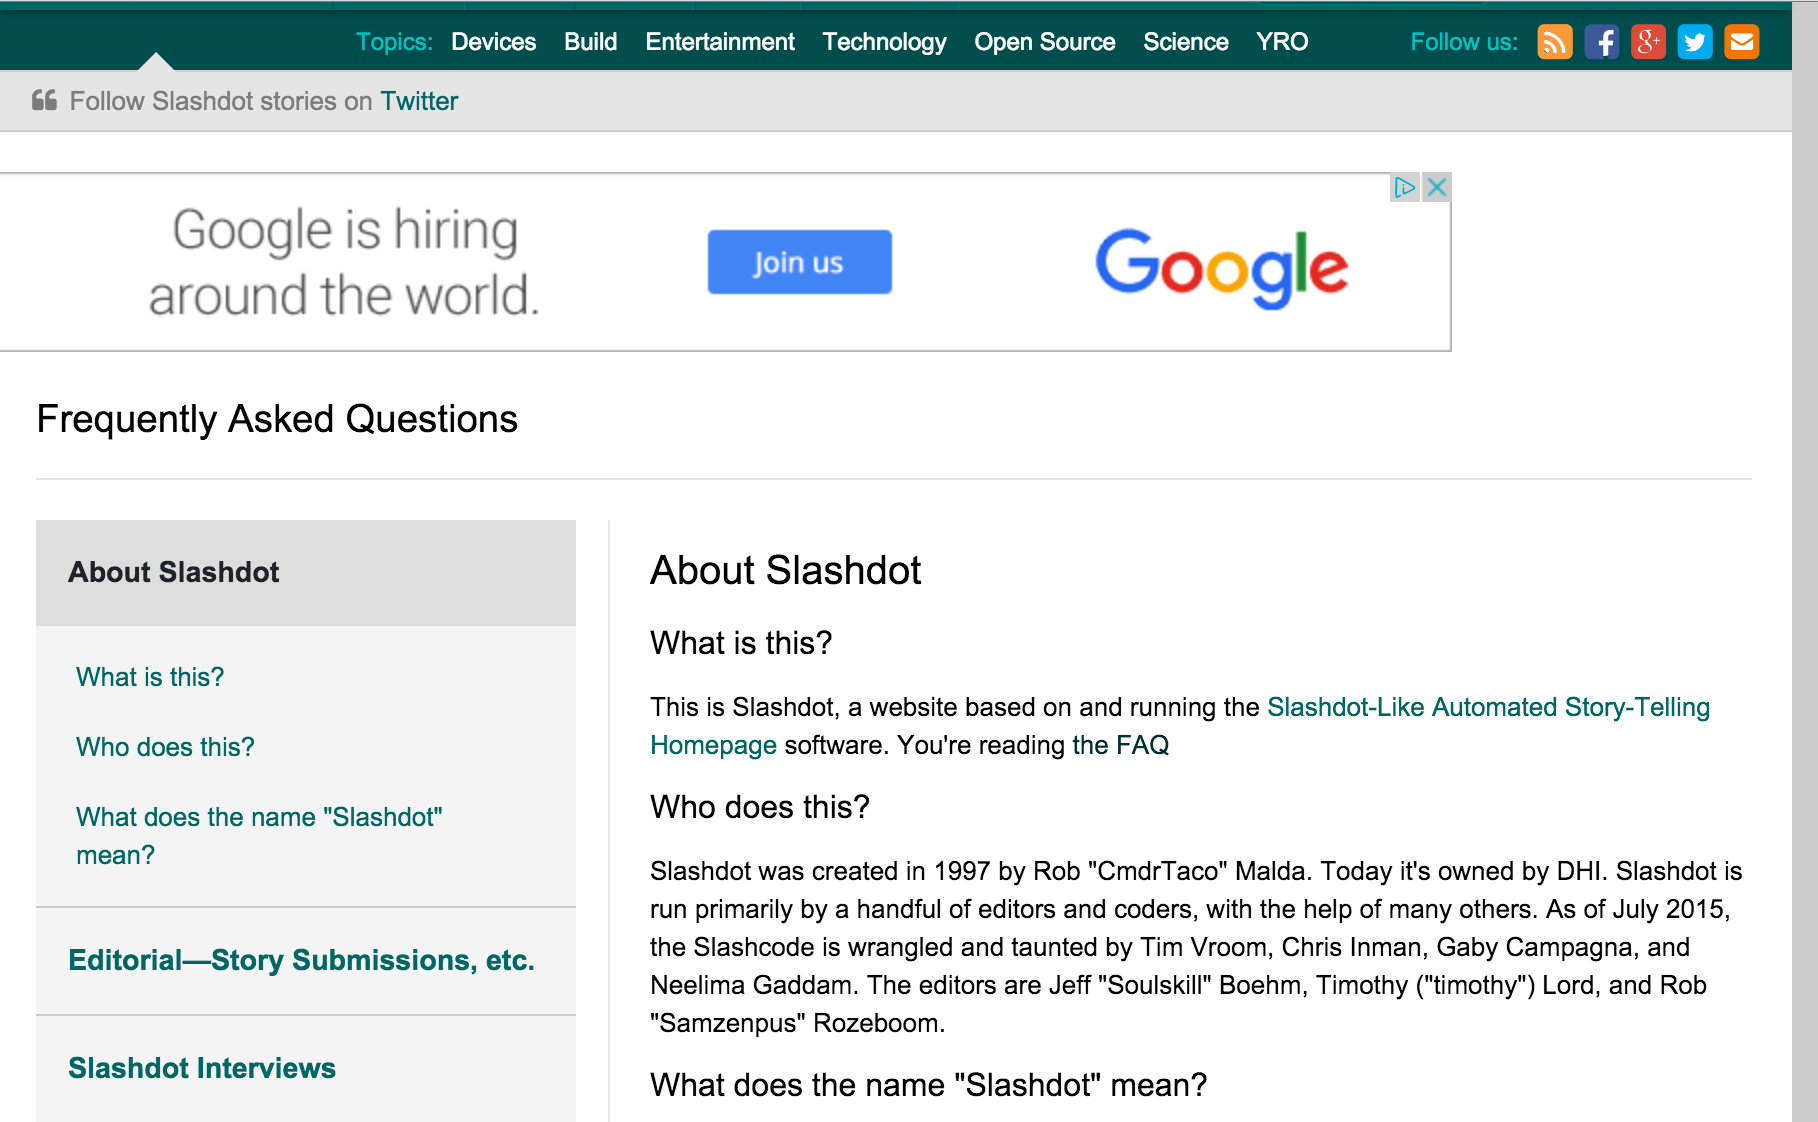 Topics: Devices Build Entertainment Technology Open Source Science YRO Follow us:
Follow Slashdot stories on Twitter
Google is hiring
around the world.
Join us
Google
Frequently Asked Questions
About Slashdot
What is this?
Who does this?
What does the name "Slashdot"
mean?
Editorial—Story Submissions, etc.
Slashdot Interviews
About Slashdot
What is this?
This is Slashdot, a website based on and running the Slashdot-Like Automated Story-Telling
Homepage software. You're reading the FAQ
Who does this?
Slashdot was created in 1997 by Rob "CmdrTaco" Malda. Today it's owned by DHI. Slashdot is
run primarily by a handful of editors and coders, with the help of many others. As of July 2015,
the Slashcode is wrangled and taunted by Tim Vroom, Chris Inman, Gaby Campagna, and
Neelima Gaddam. The editors are Jeff "Soulskill" Boehm, Timothy ("timothy") Lord, and Rob
"Samzenpus" Rozeboom.
What does the name "Slashdot" mean?